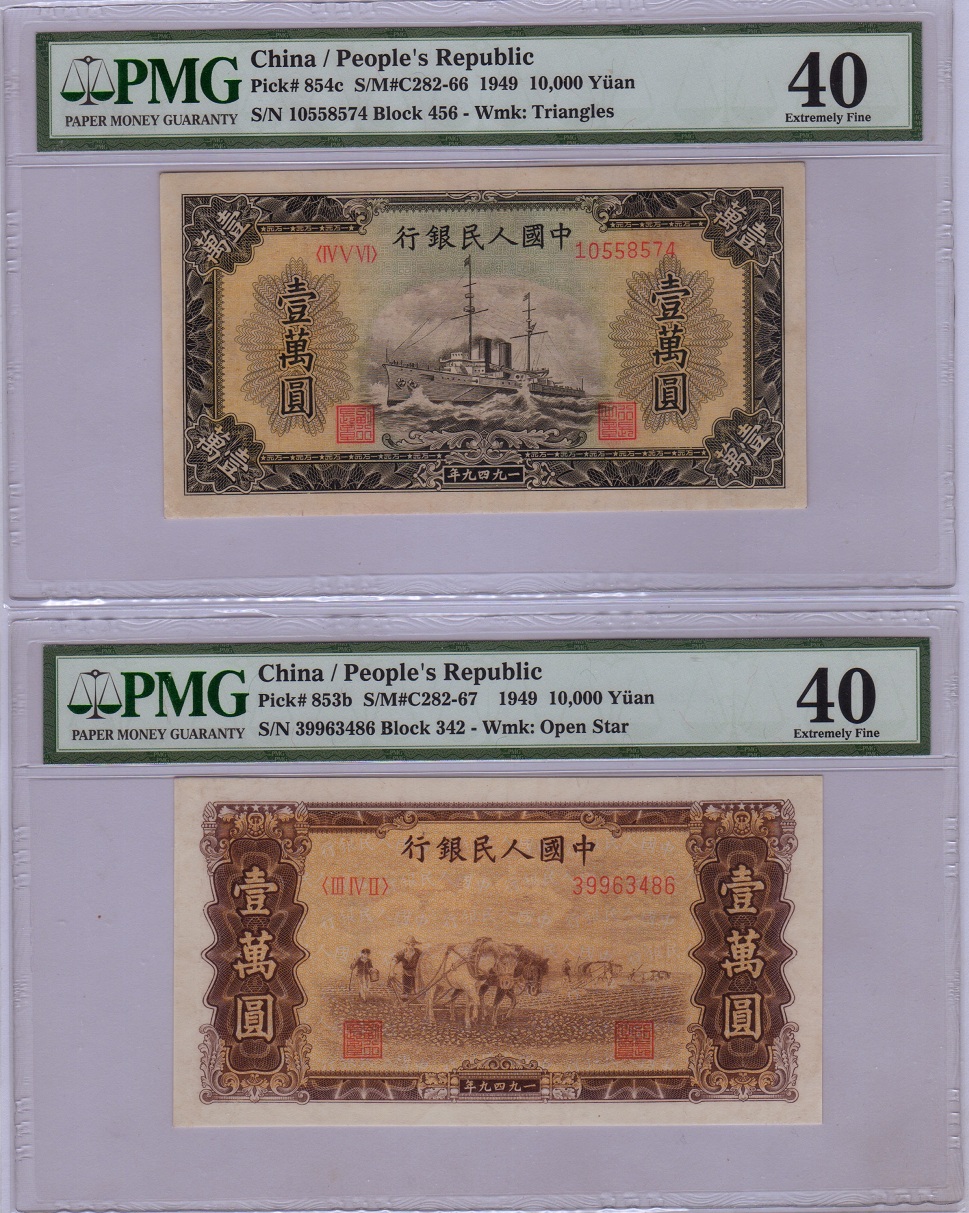 PMG
PAPER MONEY GUARANTY
China / People's Republic
Pick# 854c S/M#C282-66 1949 10,000 Yüan
S/N 10558574 Block 456 - Wmk: Triangles
40
Extremely Fine
行銀民人國中
〈IV V VI〉
10558574
壹萬
萬壹
壹萬圓
壹萬圓
萬壹
壹萬
年九四九一
PMG
PAPER MONEY GUARANTY
China / People's Republic
Pick# 853b S/M#C282-67 1949 10,000 Yüan
S/N 39963486 Block 342 - Wmk: Open Star
40
Extremely Fine
行銀民人國中
〈III IV II〉
39963486
壹萬圓
壹萬圓
年九四九一